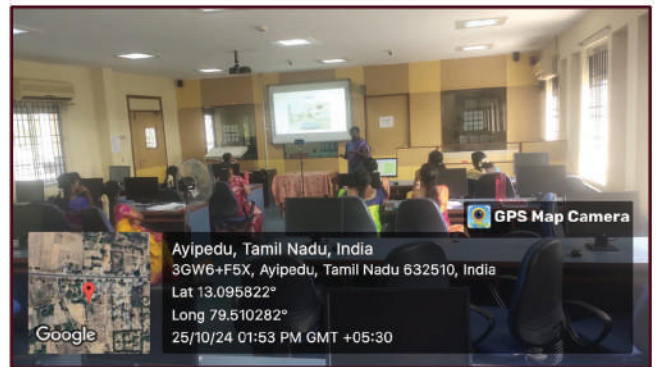 GPS Map Camera
Ayipedu, Tamil Nadu, India
3GW6+F5X, Ayipedu, Tamil Nadu 632510, India
Lat 13.095822°
Long 79.510282°
25/10/24 01:53 PM GMT +05:30
Google